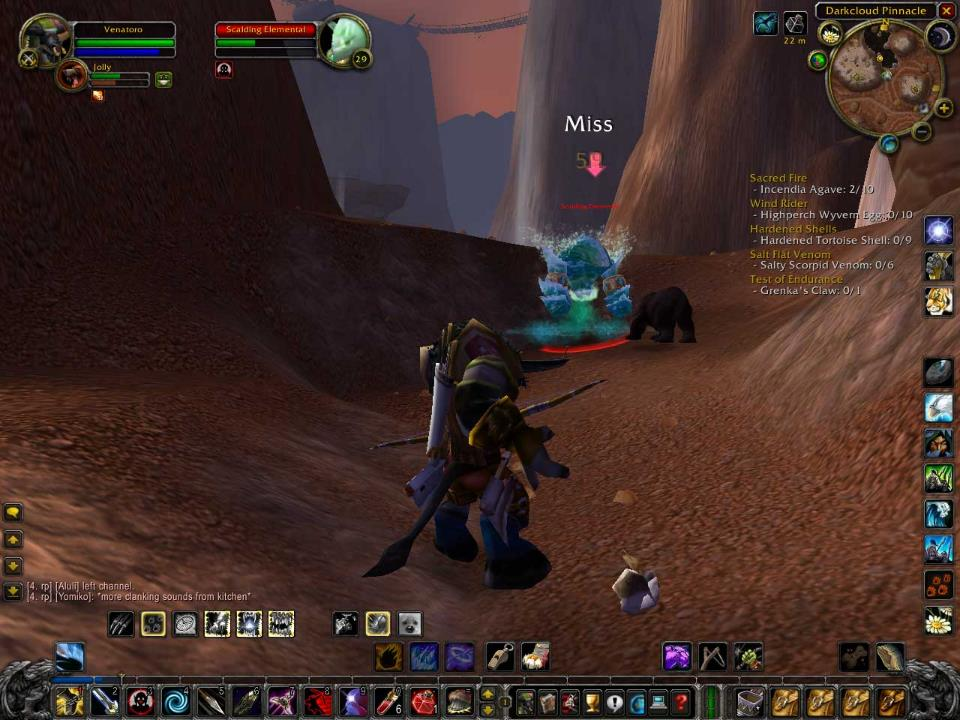 Venatoro
Scalding Elemental
Darkcloud Pinnacle
N
29
22 m
Jolly
Miss
Scalding Elemental
Sacred Fire
- Incendia Agave: 2/10
Wind Rider
- Highperch Wyvern Egg: 0/10
Hardened Shells
- Hardened Tortoise Shell: 0/9
Salt Flat Venom
- Salty Scorpid Venom: 0/6
Test of Endurance
- Grenka's Claw: 0/1
[4. rp] [Aluli] left channel.
[4. rp] [Yomiko]: *more clanking sounds from kitchen*
2
6